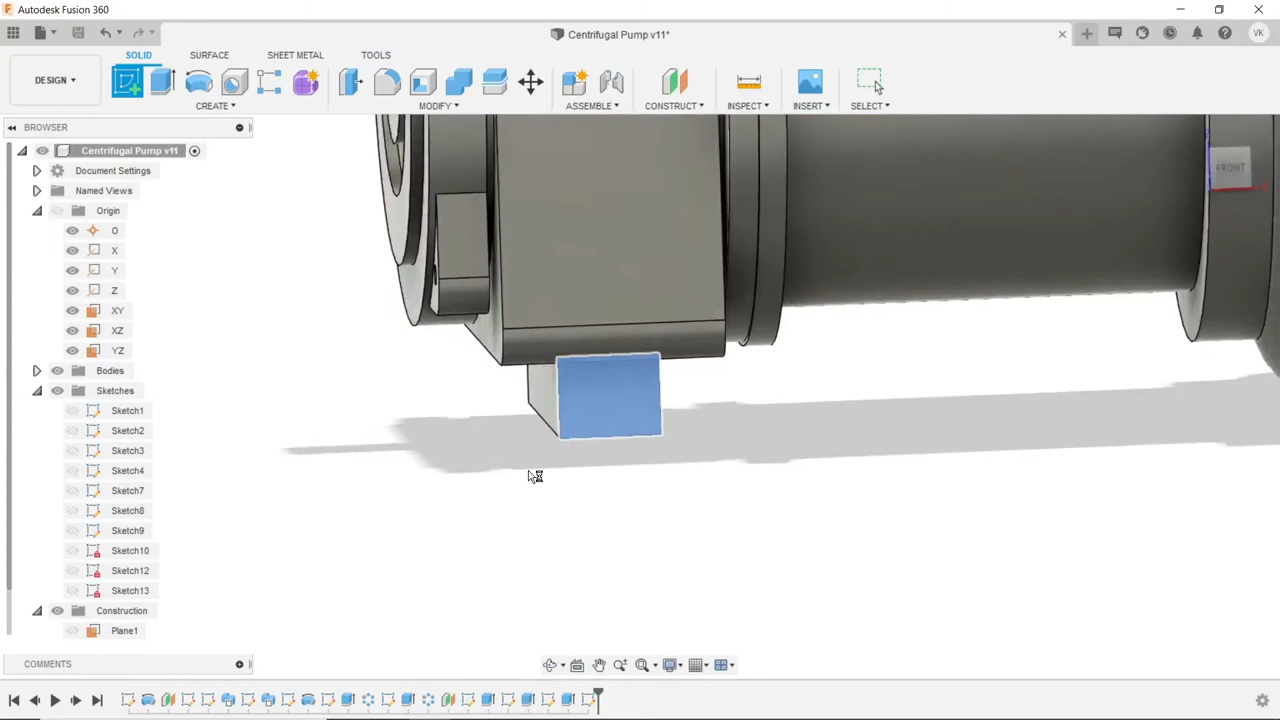 Autodesk Fusion 360
Centrifugal Pump v11*
VK
DESIGN
SOLID SURFACE SHEET METAL TOOLS
CREATE MODIFY ASSEMBLE CONSTRUCT INSPECT INSERT SELECT
BROWSER
Centrifugal Pump v11
Document Settings
Named Views
Origin
O
X
Y
Z
XY
XZ
YZ
Bodies
Sketches
Sketch1
Sketch2
Sketch3
Sketch4
Sketch7
Sketch8
Sketch9
Sketch10
Sketch12
Sketch13
Construction
Plane1
FRONT
COMMENTS